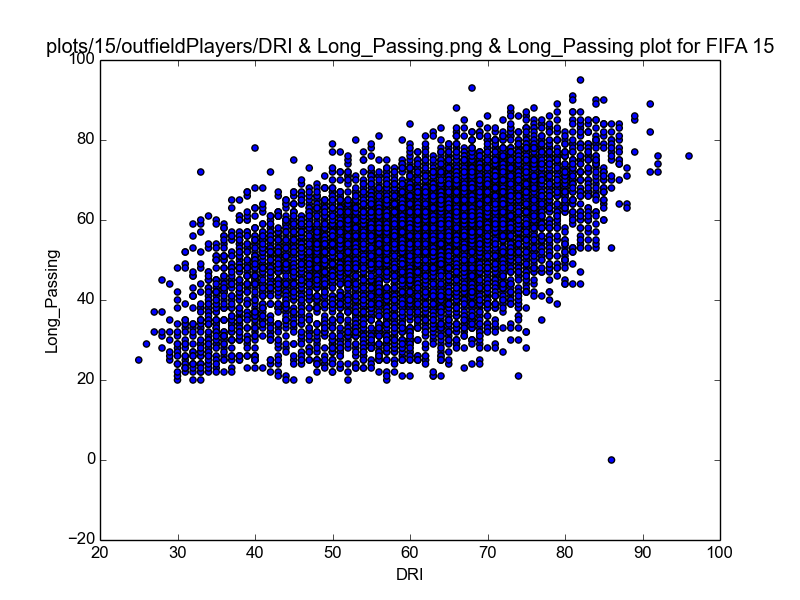 plots/15/outfieldPlayers/DRI & Long_Passing.png & Long_Passing plot for FIFA 15
100
80
60
40
20
0
−20
Long_Passing
20 30 40 50 60 70 80 90 100
DRI